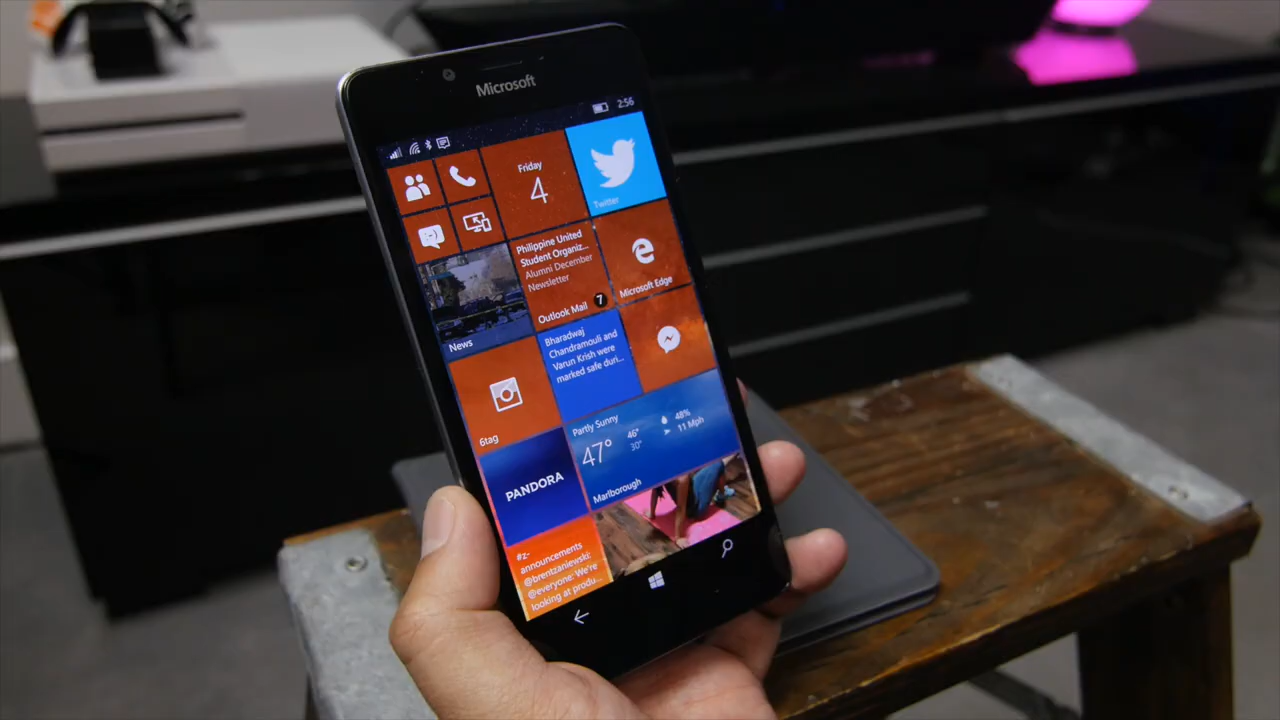 Microsoft
2:56
Friday
4
Twitter
Philippine United
Student Organiz...
Alumni December
Newsletter
Outlook Mail 7
Microsoft Edge
News
Bharadwaj
Chandramouli and
Varun Krish were
marked safe duri...
6tag
Partly Sunny
47°
46°
30°
48%
11 Mph
Marlborough
PANDORA
#z-
announcements
@brentzaniewski:
@everyone: We're
looking at produ...